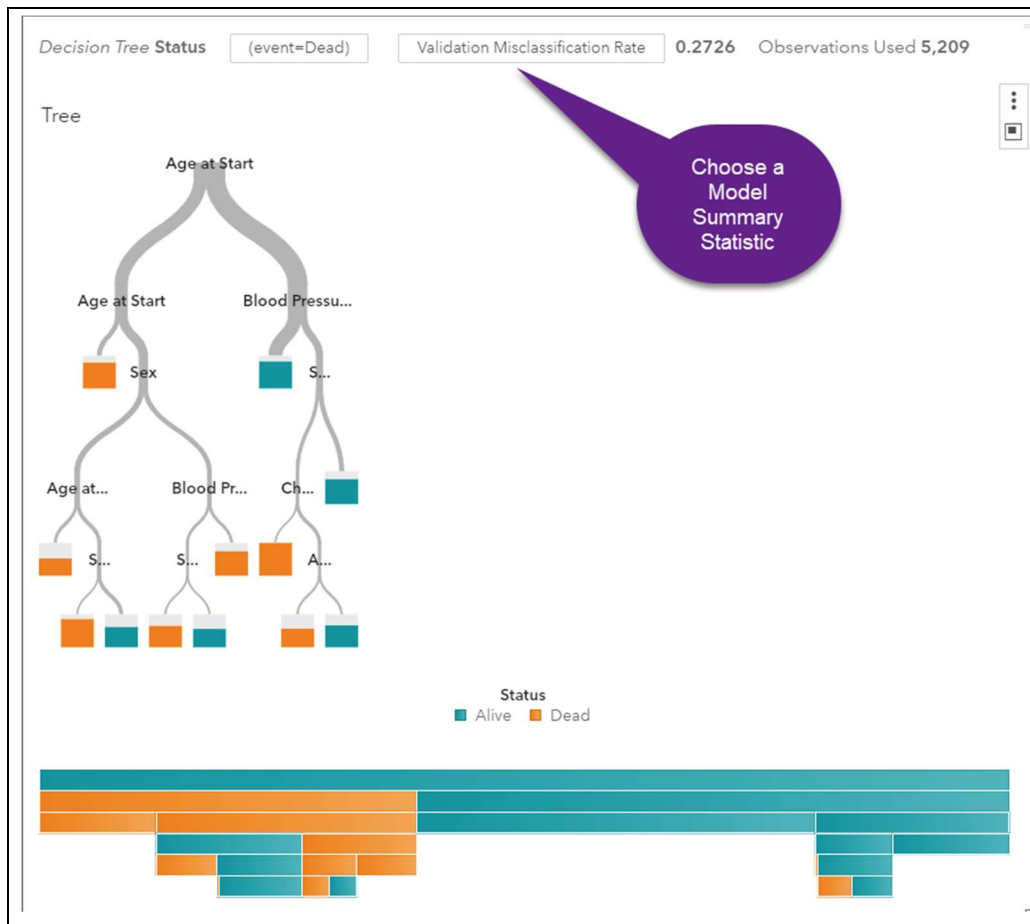 Decision Tree Status (event=Dead) Validation Misclassification Rate 0.2726 Observations Used 5,209
Tree
Choose a
Model
Summary
Statistic
Age at Start
Age at Start Blood Pressu...
Sex S...
Age at... Blood Pr... Ch...
S... S... A...
Status
Alive Dead